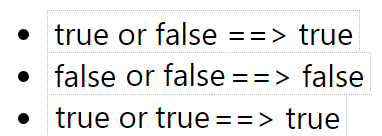 • true or false ==> true
• false or false ==> false
• true or true ==> true